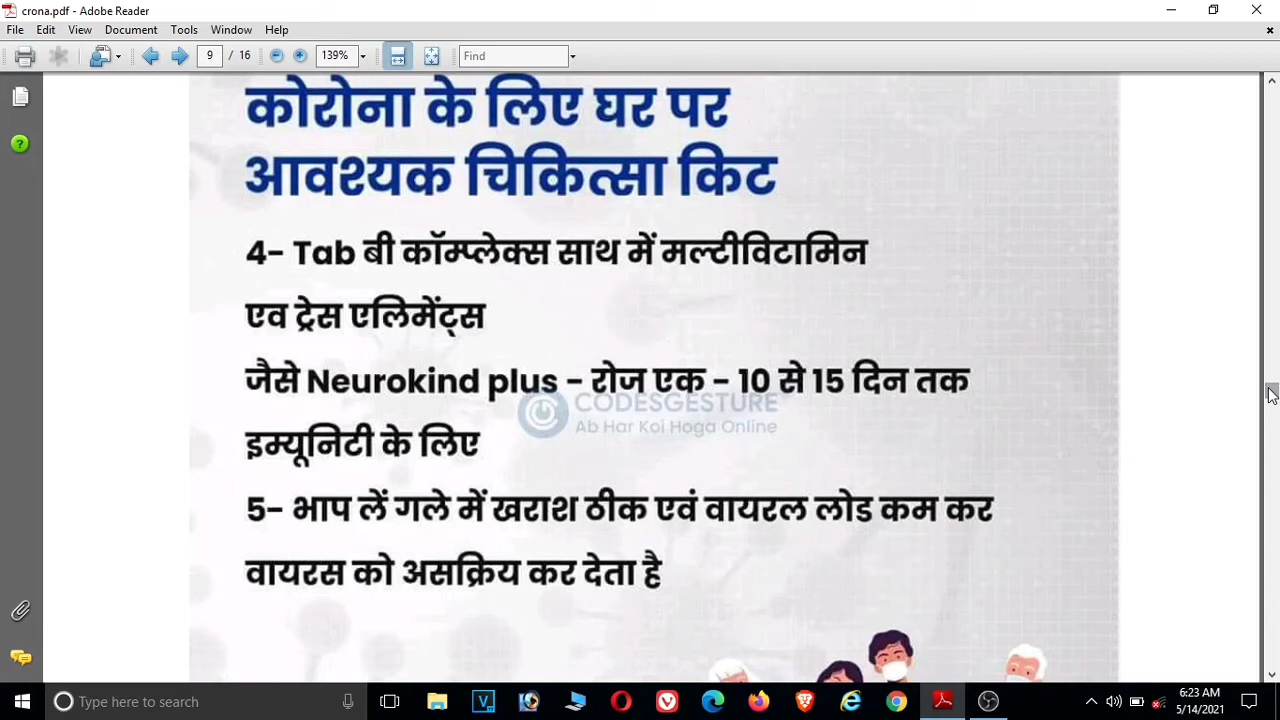 crona.pdf - Adobe Reader
File Edit View Document Tools Window Help
9 / 16 139% Find
कोरोना के लिए घर पर
आवश्यक चिकित्सा किट
4- Tab बी कॉम्प्लेक्स साथ में मल्टीविटामिन
एव ट्रेस एलिमेंट्स
जैसे Neurokind plus - रोज एक - 10 से 15 दिन तक
CODESGESTURE
Ab Har Koi Hoga Online
इम्यूनिटी के लिए
5- भाप लें गले में खराश ठीक एवं वायरल लोड कम कर
वायरस को असक्रिय कर देता है
Type here to search
6:23 AM
5/14/2021